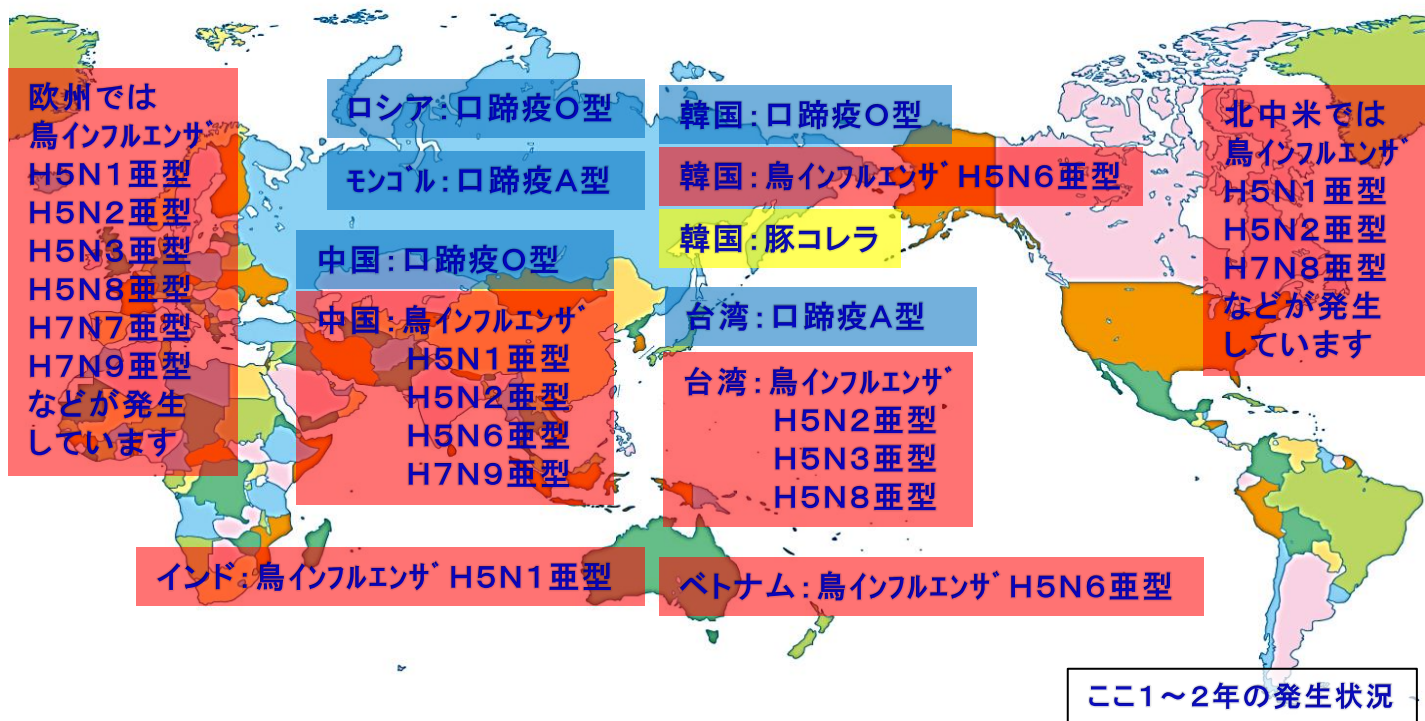 欧州では
鳥インフルエンザ
H5N1亜型
H5N2亜型
H5N3亜型
H5N8亜型
H7N7亜型
H7N9亜型
などが発生
しています
ロシア：口蹄疫O型
モンゴル：口蹄疫A型
中国：口蹄疫O型
中国：鳥インフルエンザ
H5N1亜型
H5N2亜型
H5N6亜型
H7N9亜型
韓国：口蹄疫O型
韓国：鳥インフルエンザ H5N6亜型
韓国：豚コレラ
台湾：口蹄疫A型
台湾：鳥インフルエンザ
H5N2亜型
H5N3亜型
H5N8亜型
北中米では
鳥インフルエンザ
H5N1亜型
H5N2亜型
H7N8亜型
などが発生
しています
インド：鳥インフルエンザ H5N1亜型
ベトナム：鳥インフルエンザ H5N6亜型
ここ1～2年の発生状況